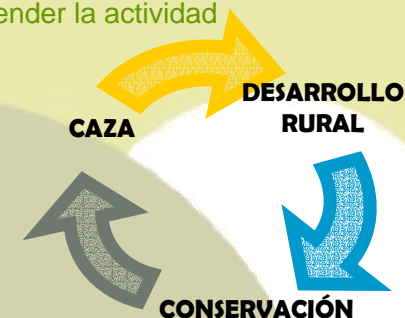 ender la actividad
DESARROLLO
RURAL
CAZA
CONSERVACIÓN